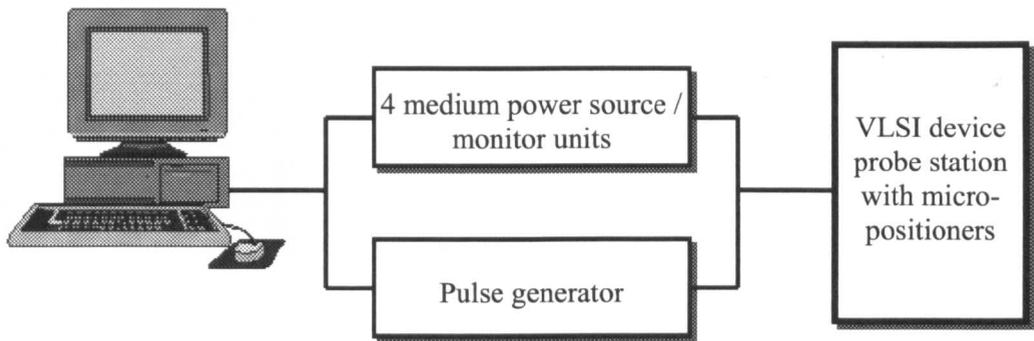 4 medium power source /
monitor units
Pulse generator
VLSI device
probe station
with micro-
positioners